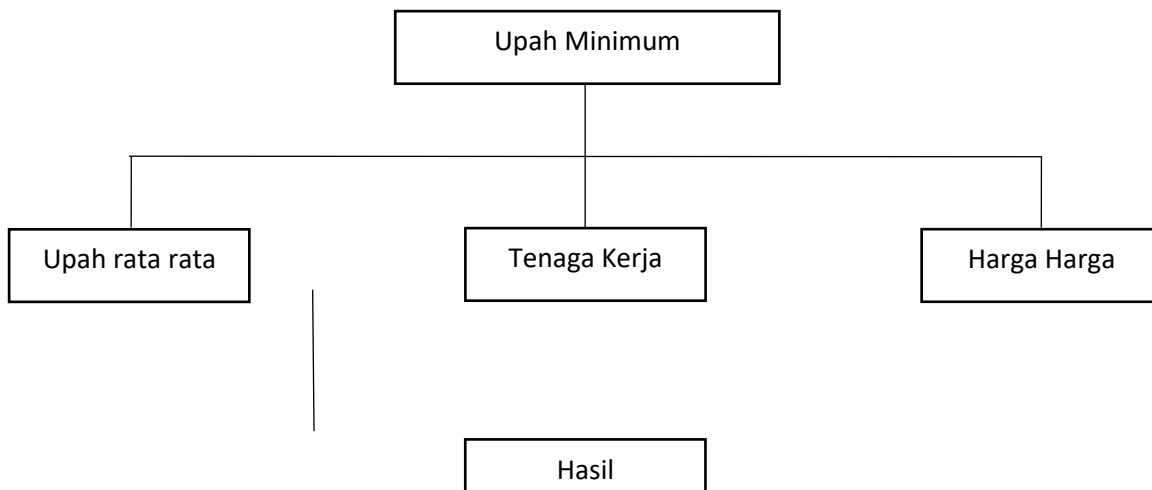 Upah Minimum
Upah rata rata
Tenaga Kerja
Harga Harga
Hasil